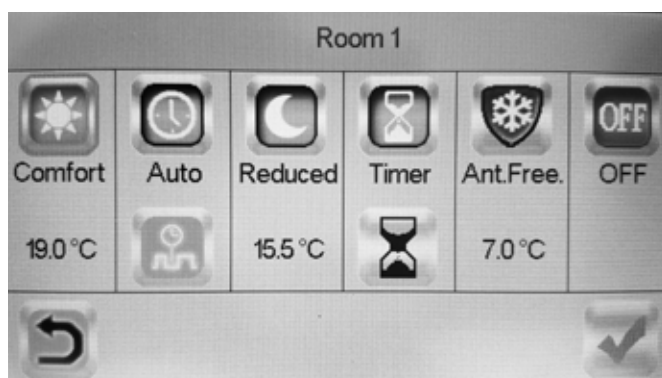 Room 1
OFF
Comfort Auto Reduced Timer Ant.Free. OFF
19.0 °C 15.5 °C 7.0 °C